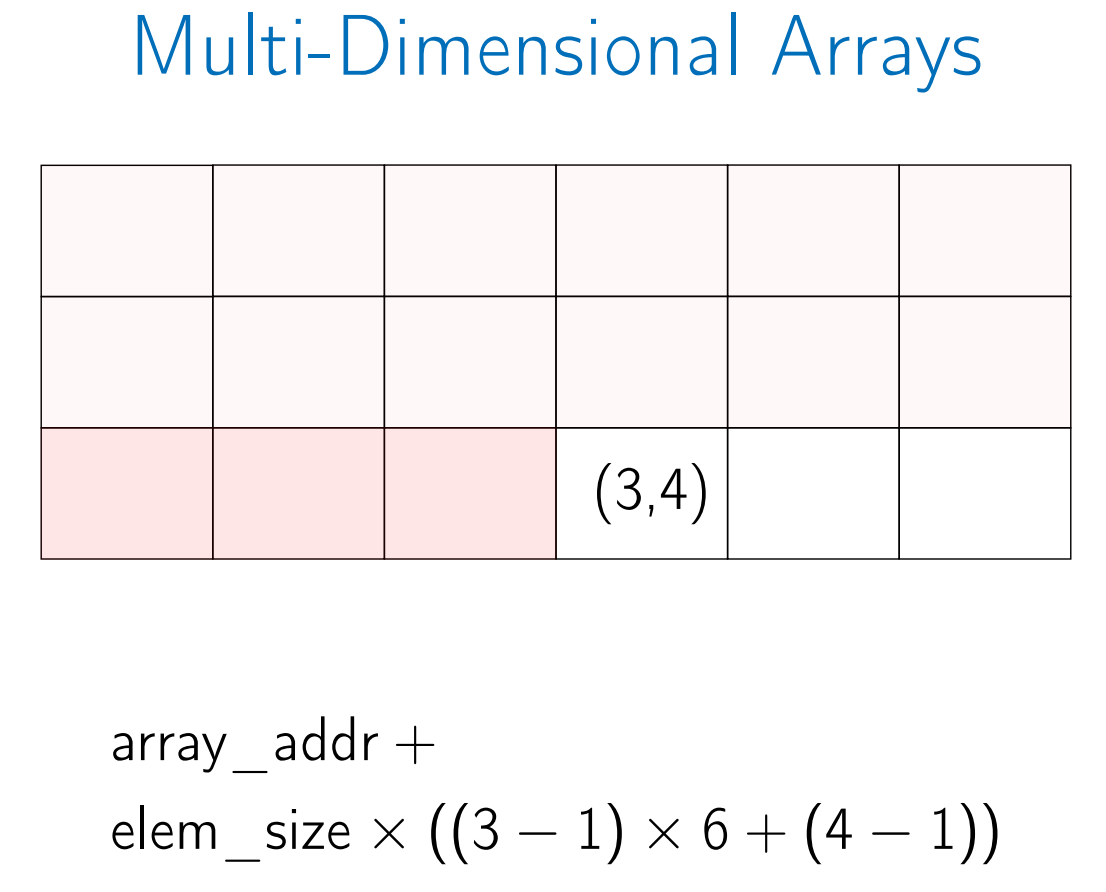 Multi-Dimensional Arrays
(3,4)
array_addr +
elem_size × ((3 − 1) × 6 + (4 − 1))